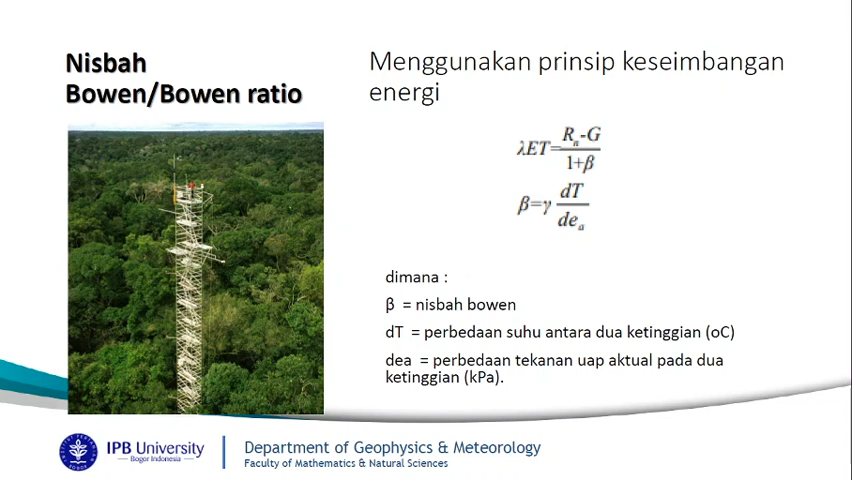 Nisbah
Bowen/Bowen ratio
Menggunakan prinsip keseimbangan
energi
λET=
Rn-G
1+β
β=γ
dT
dea
dimana :
β = nisbah bowen
dT = perbedaan suhu antara dua ketinggian (oC)
dea = perbedaan tekanan uap aktual pada dua
ketinggian (kPa).
IPB University
Bogor Indonesia
Department of Geophysics & Meteorology
Faculty of Mathematics & Natural Sciences